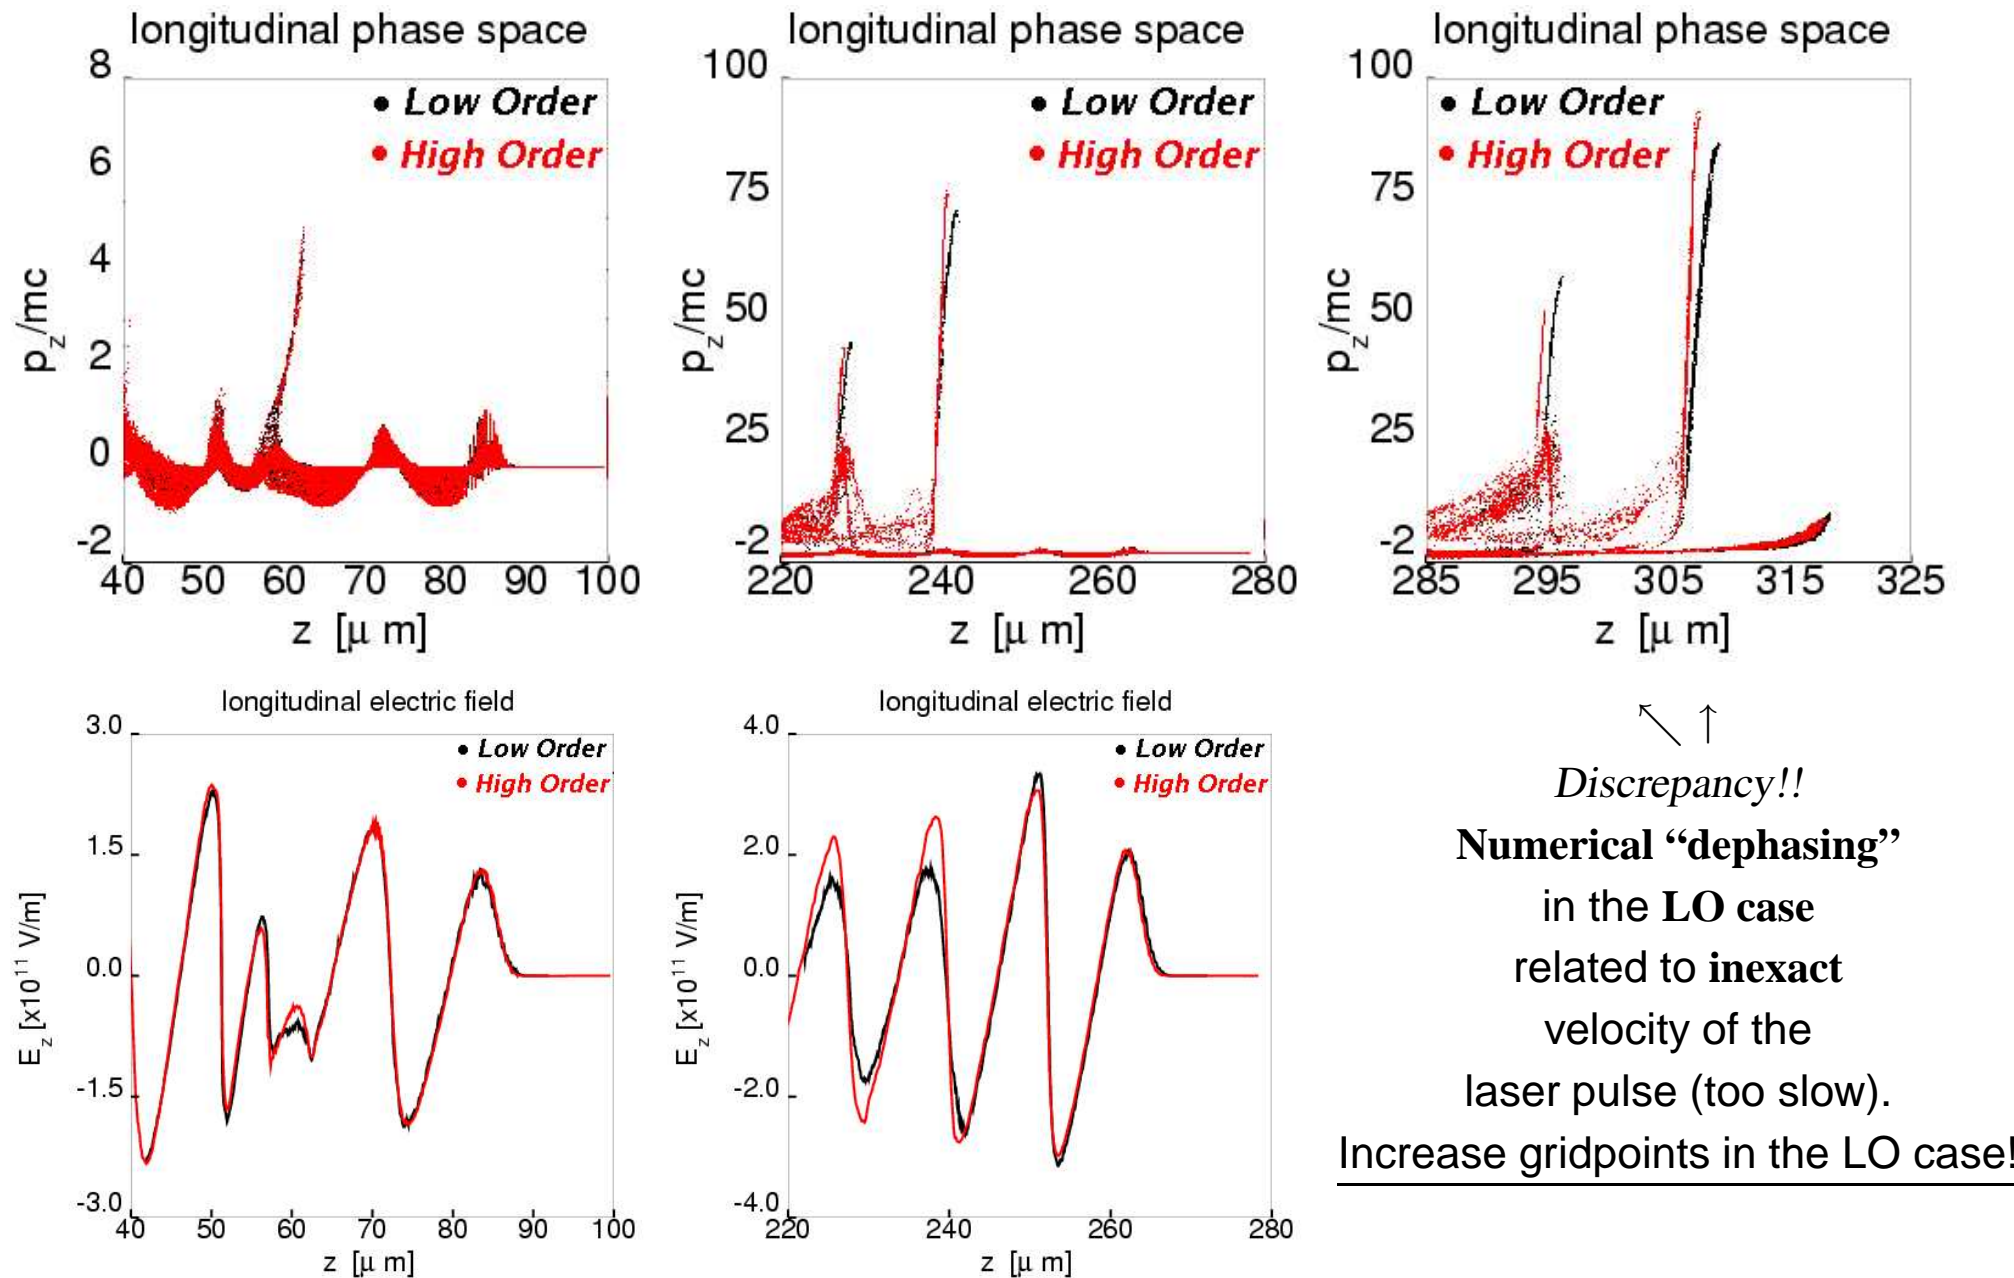 longitudinal phase space
8
6
4
2
0
-2
40 50 60 70 80 90 100
p_z/mc
z [μ m]
• Low Order
• High Order
longitudinal phase space
100
75
50
25
-2
220 240 260 280
p_z/mc
z [μ m]
• Low Order
• High Order
longitudinal phase space
100
75
50
25
-2
285 295 305 315 325
p_z/mc
z [μ m]
• Low Order
• High Order
longitudinal electric field
3.0
1.5
0.0
-1.5
-3.0
40 50 60 70 80 90 100
E_z [x10^11 V/m]
z [μ m]
• Low Order
• High Order
longitudinal electric field
4.0
2.0
0.0
-2.0
-4.0
220 240 260 280
E_z [x10^11 V/m]
z [μ m]
• Low Order
• High Order
↖ ↑
Discrepancy!!
Numerical “dephasing”
in the LO case
related to inexact
velocity of the
laser pulse (too slow).
Increase gridpoints in the LO case!